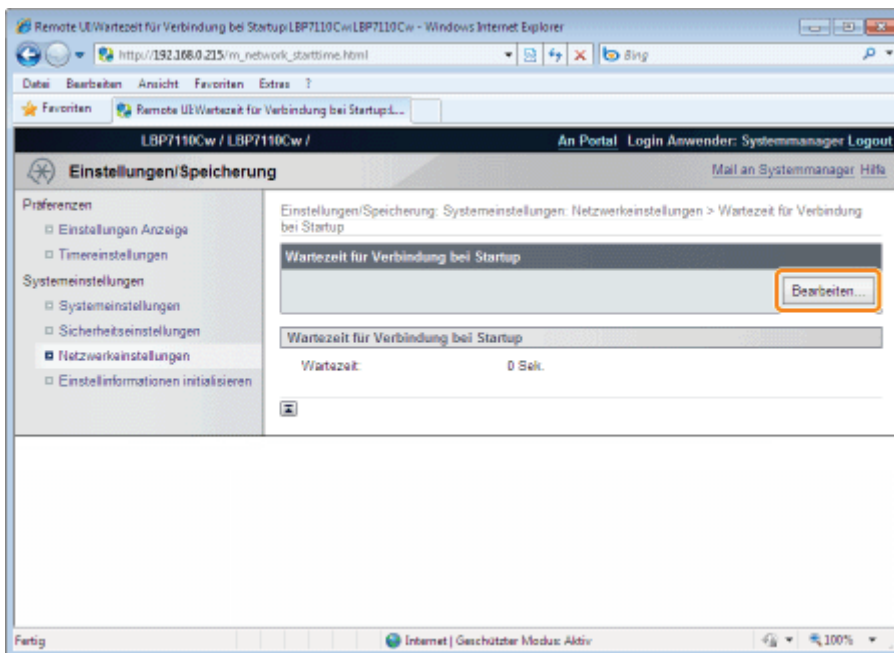 Remote UI:Wartezeit für Verbindung bei Startup:LBP7110Cw:LBP7110Cw - Windows Internet Explorer
http://192.168.0.215/m_network_starttime.html
Bing
Datei Bearbeiten Ansicht Favoriten Extras ?
Favoriten Remote UI:Wartezeit für Verbindung bei Startup:L...
LBP7110Cw / LBP7110Cw / An Portal Login Anwender: Systemmanager Logout
Einstellungen/Speicherung Mail an Systemmanager Hilfe
Präferenzen
Einstellungen Anzeige
Timereinstellungen
Systemeinstellungen
Systemeinstellungen
Sicherheitseinstellungen
Netzwerkeinstellungen
Einstellinformationen initialisieren
Einstellungen/Speicherung: Systemeinstellungen: Netzwerkeinstellungen > Wartezeit für Verbindung
bei Startup
Wartezeit für Verbindung bei Startup
Bearbeiten...
Wartezeit für Verbindung bei Startup
Wartezeit: 0 Sek.
Fertig Internet | Geschützter Modus: Aktiv 100%